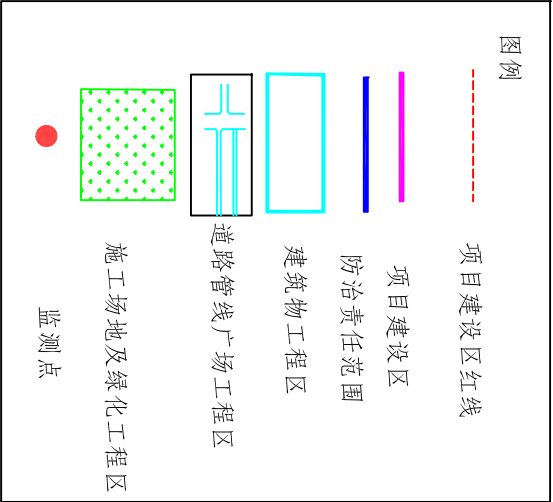 图例
项目建设区红线
项目建设区
防治责任范围
建筑物工程区
道路管线广场工程区
施工场地及绿化工程区
监测点